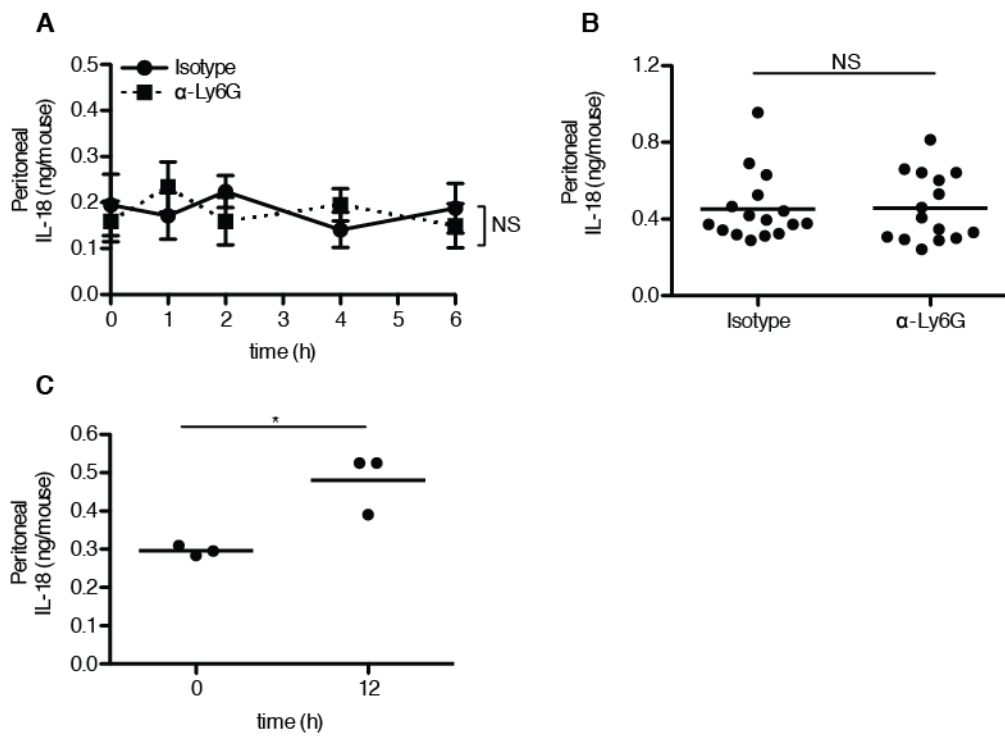 A
Isotype
α-Ly6G
0.5
0.4
0.3
0.2
0.1
0.0
Peritoneal
IL-18 (ng/mouse)
NS
0 1 2 3 4 5 6
time (h)
B
NS
1.2
0.8
0.4
0.0
Peritoneal
IL-18 (ng/mouse)
Isotype α-Ly6G
C
*
0.6
0.5
0.4
0.3
0.2
0.1
0.0
Peritoneal
IL-18 (ng/mouse)
0 12
time (h)